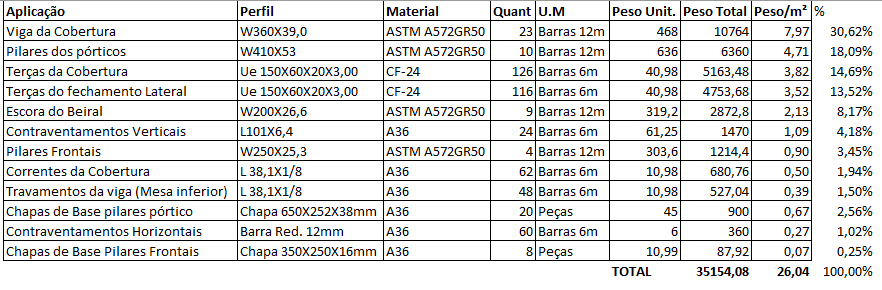 Aplicação Perfil Material Quant U.M Peso Unit. Peso Total Peso/m² %
Viga da Cobertura W360X39,0 ASTM A572GR50 23 Barras 12m 468 10764 7,97 30,62%
Pilares dos pórticos W410X53 ASTM A572GR50 10 Barras 12m 636 6360 4,71 18,09%
Terças da Cobertura Ue 150X60X20X3,00 CF-24 126 Barras 6m 40,98 5163,48 3,82 14,69%
Terças do fechamento Lateral Ue 150X60X20X3,00 CF-24 116 Barras 6m 40,98 4753,68 3,52 13,52%
Escora do Beiral W200X26,6 ASTM A572GR50 9 Barras 12m 319,2 2872,8 2,13 8,17%
Contraventamentos Verticais L101X6,4 A36 24 Barras 6m 61,25 1470 1,09 4,18%
Pilares Frontais W250X25,3 ASTM A572GR50 4 Barras 12m 303,6 1214,4 0,90 3,45%
Correntes da Cobertura L 38,1X1/8 A36 62 Barras 6m 10,98 680,76 0,50 1,94%
Travamentos da viga (Mesa inferior) L 38,1X1/8 A36 48 Barras 6m 10,98 527,04 0,39 1,50%
Chapas de Base pilares pórtico Chapa 650X252X38mm A36 20 Peças 45 900 0,67 2,56%
Contraventamentos Horizontais Barra Red. 12mm A36 60 Barras 6m 6 360 0,27 1,02%
Chapas de Base Pilares Frontais Chapa 350X250X16mm A36 8 Peças 10,99 87,92 0,07 0,25%
TOTAL 35154,08 26,04 100,00%